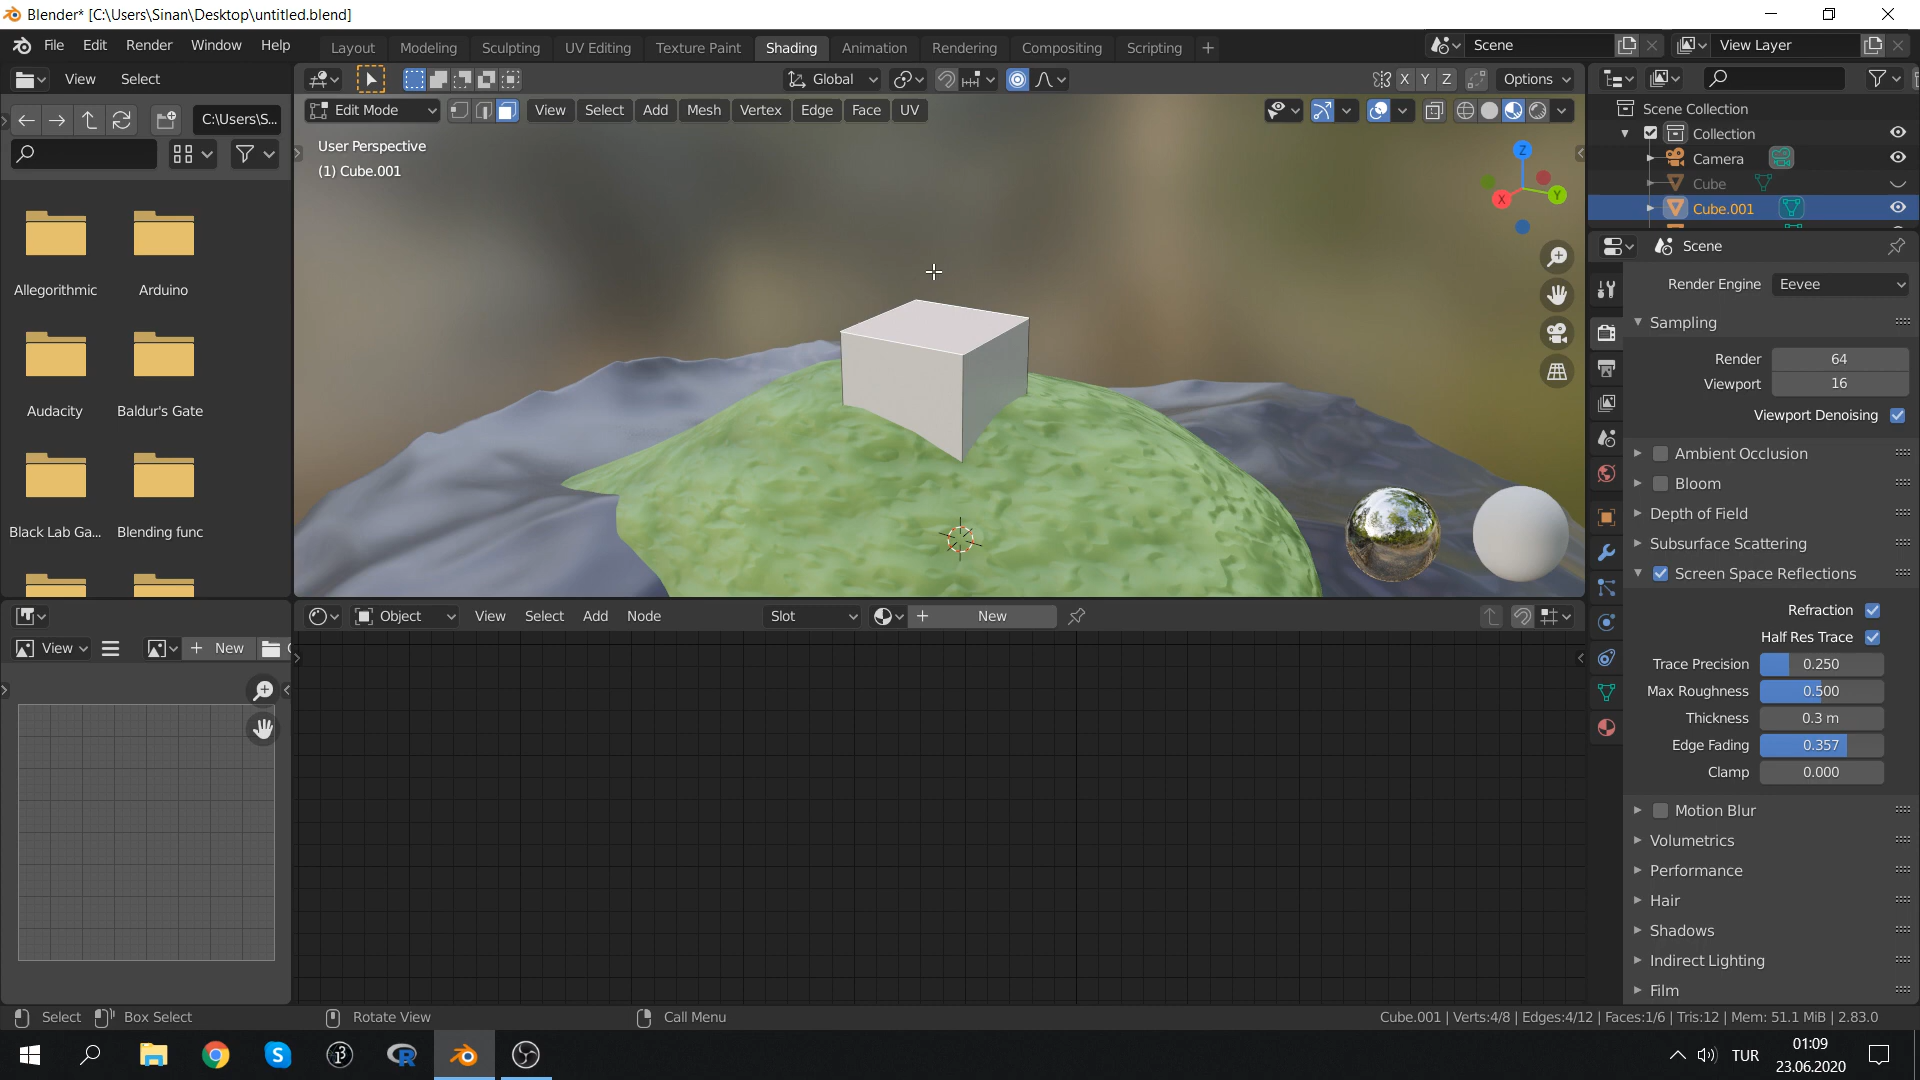 Blender* [C:\Users\Sinan\Desktop\untitled.blend]
File Edit Render Window Help
Layout Modeling Sculpting UV Editing Texture Paint Shading Animation Rendering Compositing Scripting +
Scene
View Layer
View Select
Global
X Y Z
Options
C:\Users\S...
Edit Mode
View Select Add Mesh Vertex Edge Face UV
User Perspective
(1) Cube.001
Z
Y
X
Allegorithmic
Arduino
Audacity
Baldur's Gate
Black Lab Ga...
Blending func
Scene Collection
Collection
Camera
Cube
Cube.001
Scene
Render Engine Eevee
Sampling
Render 64
Viewport 16
Viewport Denoising
Ambient Occlusion
Bloom
Depth of Field
Subsurface Scattering
Screen Space Reflections
Refraction
Half Res Trace
Trace Precision 0.250
Max Roughness 0.500
Thickness 0.3 m
Edge Fading 0.357
Clamp 0.000
Motion Blur
Volumetrics
Performance
Hair
Shadows
Indirect Lighting
Film
Object View Select Add Node Slot + New
View + New
Select Box Select Rotate View Call Menu
Cube.001 | Verts:4/8 | Edges:4/12 | Faces:1/6 | Tris:12 | Mem: 51.1 MiB | 2.83.0
TUR
01:09
23.06.2020